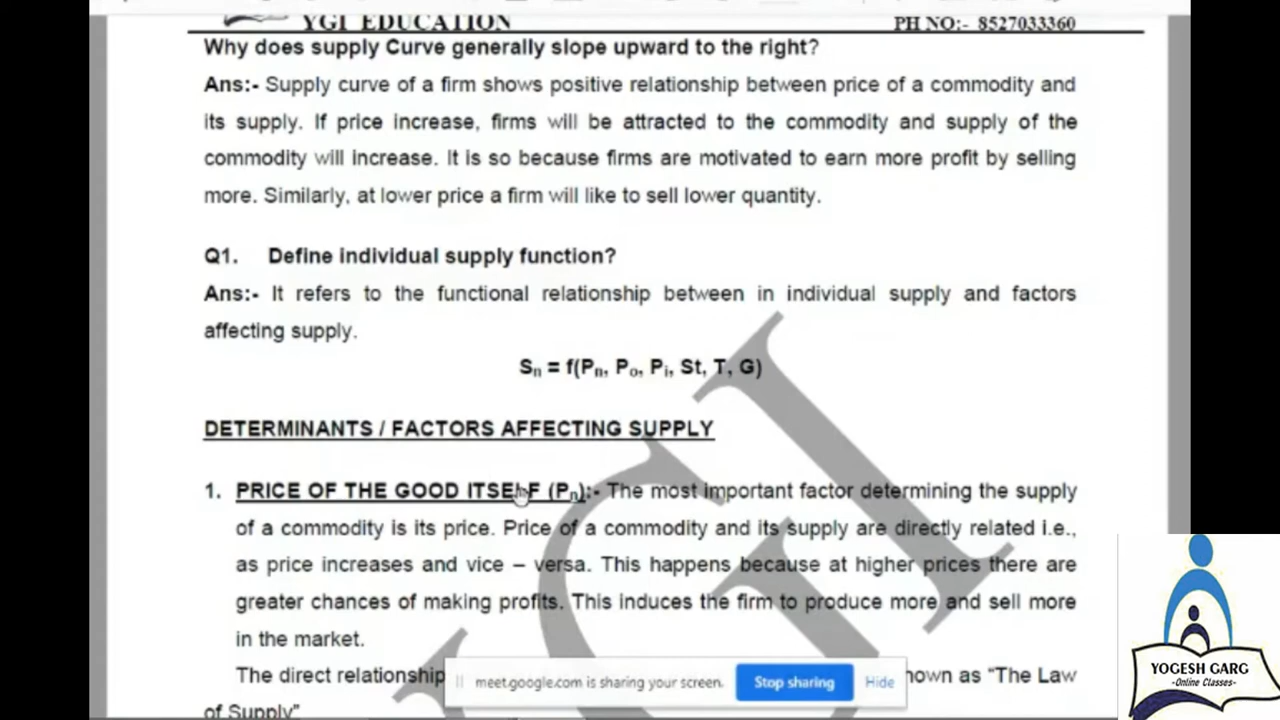 YGI EDUCATION PH NO:- 8527033360
Why does supply Curve generally slope upward to the right?
Ans:- Supply curve of a firm shows positive relationship between price of a commodity and
its supply. If price increase, firms will be attracted to the commodity and supply of the
commodity will increase. It is so because firms are motivated to earn more profit by selling
more. Similarly, at lower price a firm will like to sell lower quantity.
Q1. Define individual supply function?
Ans:- It refers to the functional relationship between in individual supply and factors
affecting supply.
Sn = f(Pn, Po, Pi, St, T, G)
DETERMINANTS / FACTORS AFFECTING SUPPLY
1. PRICE OF THE GOOD ITSELF (Pn):- The most important factor determining the supply
of a commodity is its price. Price of a commodity and its supply are directly related i.e.,
as price increases and vice – versa. This happens because at higher prices there are
greater chances of making profits. This induces the firm to produce more and sell more
in the market.
The direct relationship nown as “The Law
of Supply”
YGI
meet.google.com is sharing your screen. Stop sharing Hide
YOGESH GARG
-Online Classes-